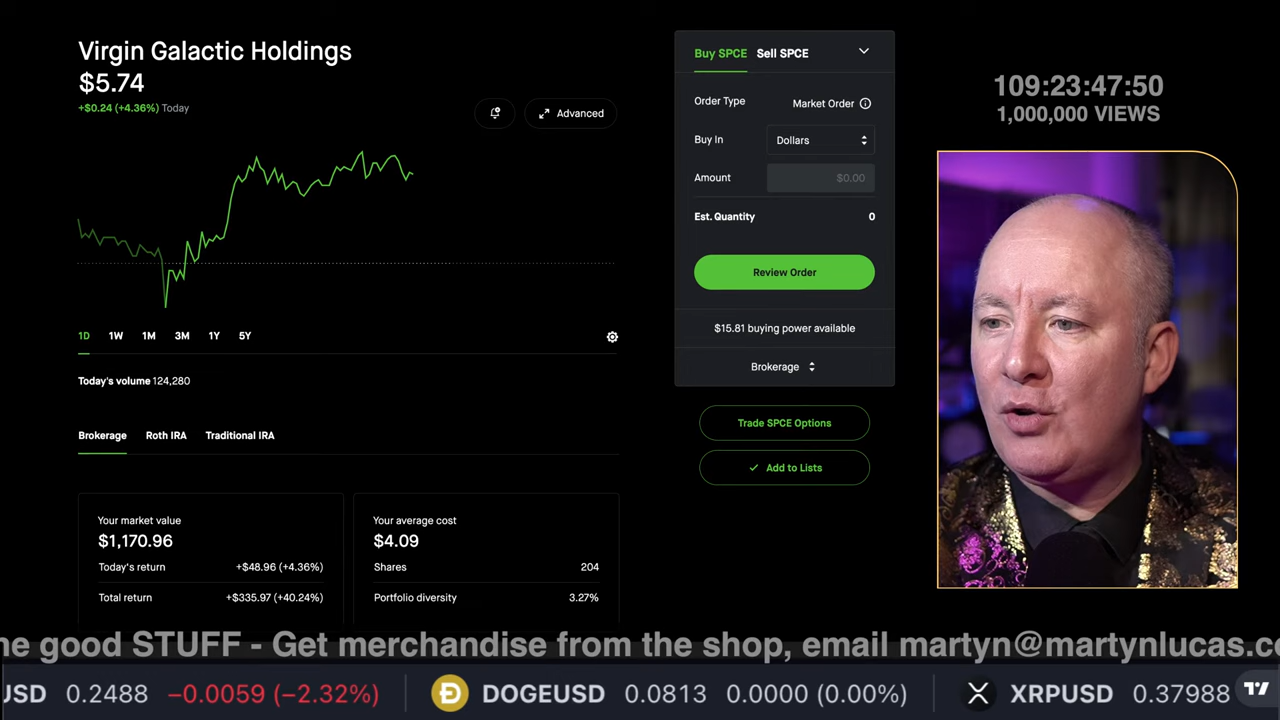 Virgin Galactic Holdings
$5.74
+$0.24 (+4.36%) Today
Advanced
1D 1W 1M 3M 1Y 5Y
Today's volume 124,280
Brokerage Roth IRA Traditional IRA
Your market value
$1,170.96
Today's return +$48.96 (+4.36%)
Total return +$335.97 (+40.24%)
Your average cost
$4.09
Shares 204
Portfolio diversity 3.27%
Buy SPCE Sell SPCE
Order Type Market Order
Buy In Dollars
Amount $0.00
Est. Quantity 0
Review Order
$15.81 buying power available
Brokerage
Trade SPCE Options
Add to Lists
109:23:47:50
1,000,000 VIEWS
he good STUFF - Get merchandise from the shop, email martyn@martynlucas.c
USD 0.2488 −0.0059 (−2.32%) DOGEUSD 0.0813 0.0000 (0.00%) XRPUSD 0.37988